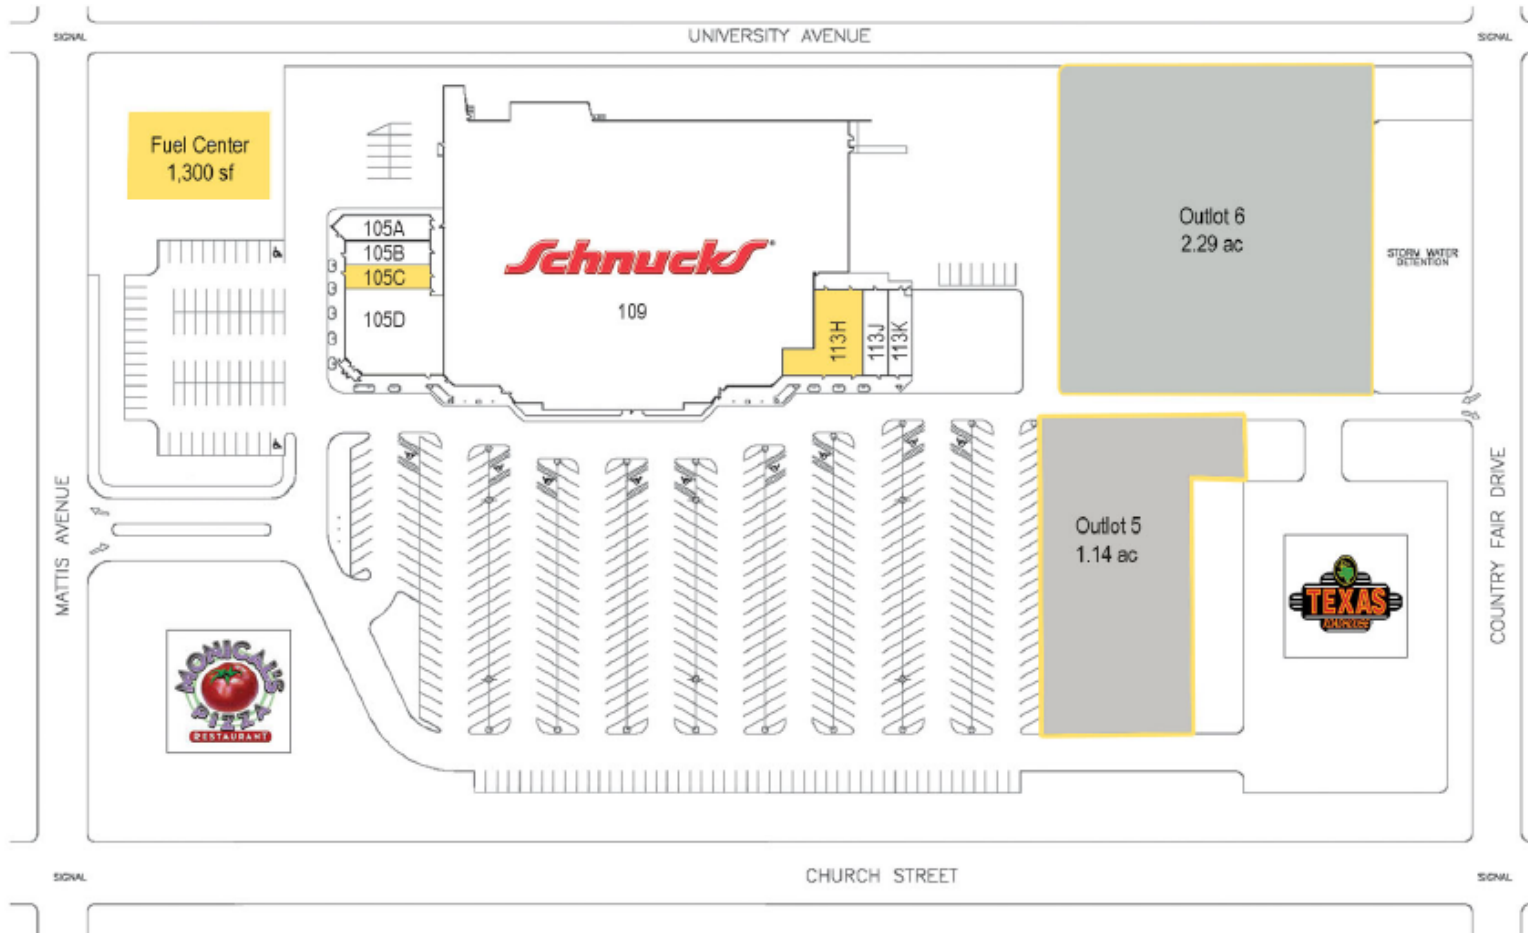 SIGNAL
UNIVERSITY AVENUE
SIGNAL
Fuel Center
1,300 sf
105A
105B
105C
105D
Schnucks
109
113H
113J
113K
Outlot 6
2.29 ac
STORM WATER
DETENTION
MATTIS AVENUE
Outlot 5
1.14 ac
TEXAS
ROADHOUSE
COUNTRY FAIR DRIVE
MONICAL'S
PIZZA
RESTAURANT
SIGNAL
CHURCH STREET
SIGNAL